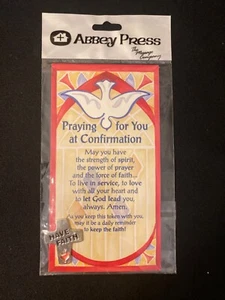 ABBEY PRESS
The Message Company
Praying for You
at Confirmation
May you have
the strength of spirit,
the power of prayer
and the force of faith...
To live in service, to love
with all your heart and
to let God lead you,
always. Amen.
As you keep this token with you,
may it be a daily reminder
to keep the faith!
HAVE
FAITH